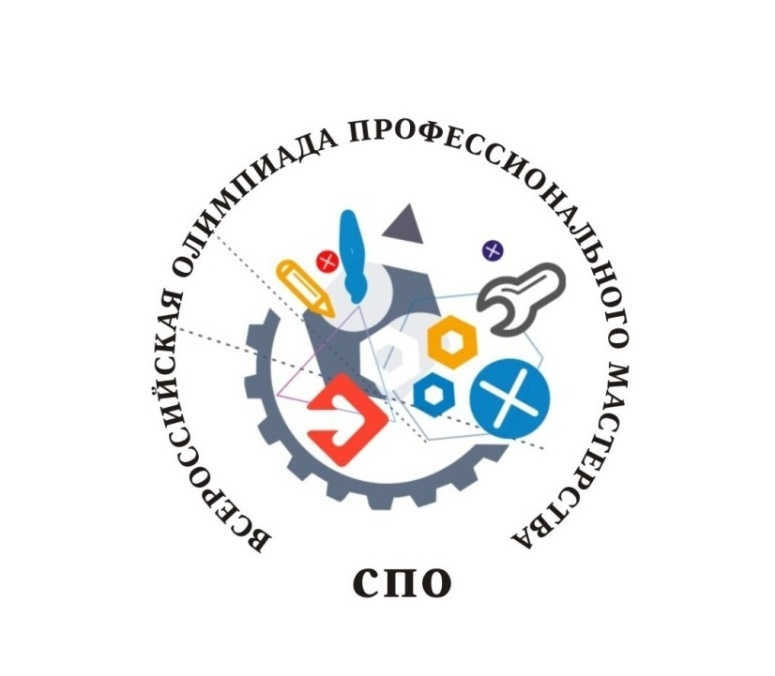 ВСЕРОССИЙСКАЯ ОЛИМПИАДА ПРОФЕССИОНАЛЬНОГО МАСТЕРСТВА
СПО